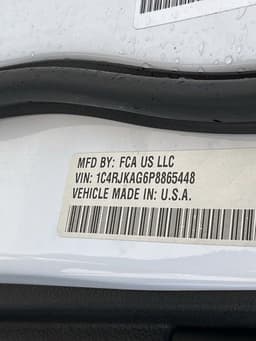 MFD BY: FCA US LLC
VIN: 1C4RJKAG6P8865448
VEHICLE MADE IN: U.S.A.